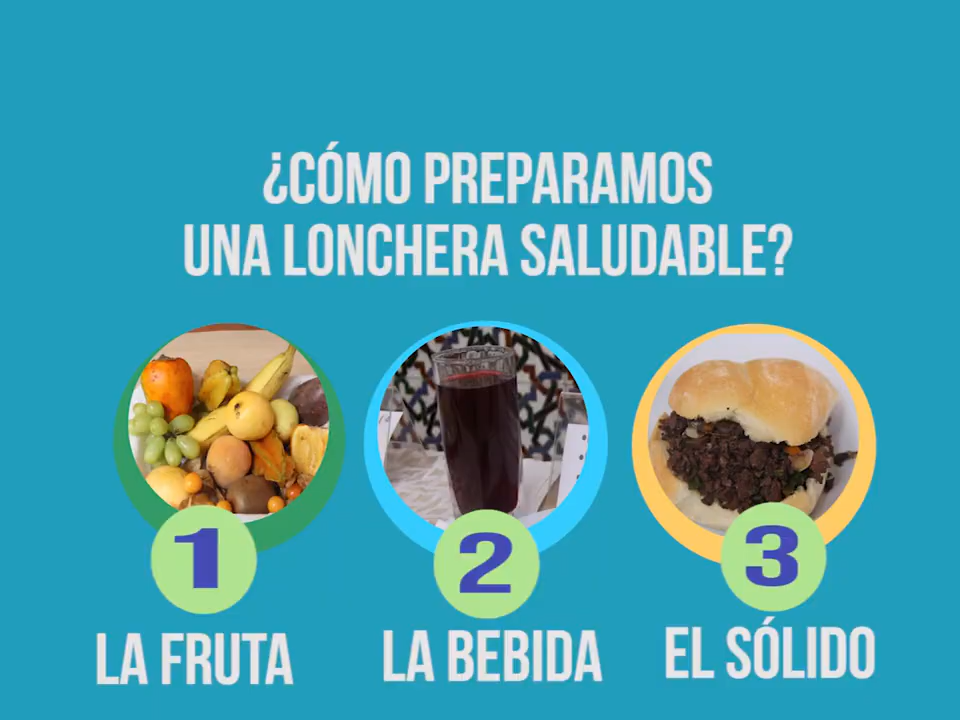 ¿CÓMO PREPARAMOS
UNA LONCHERA SALUDABLE?
1
2
3
LA FRUTA
LA BEBIDA
EL SÓLIDO